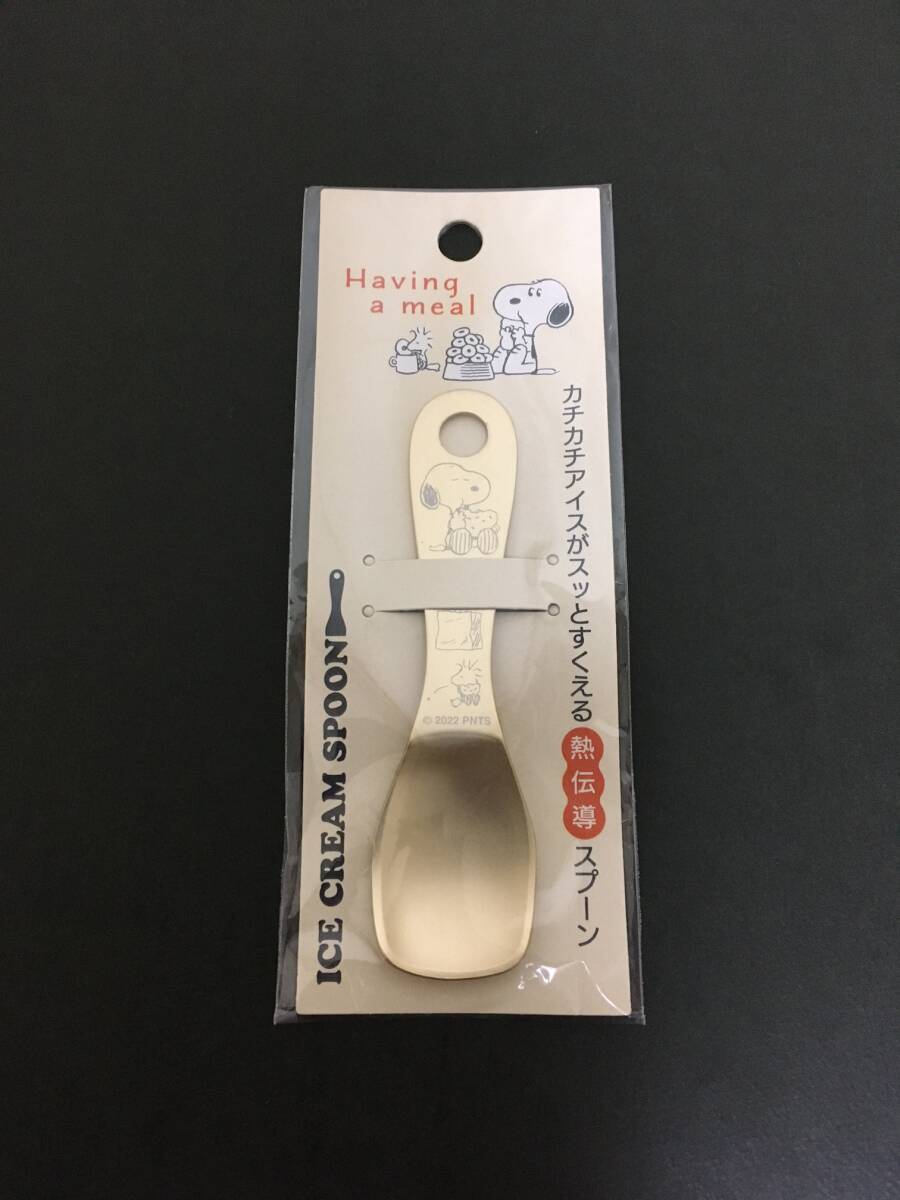 Having
a meal
カチカチアイスがスッとすくえる熱伝導スプーン
ICE CREAM SPOON
© 2022 PNTS